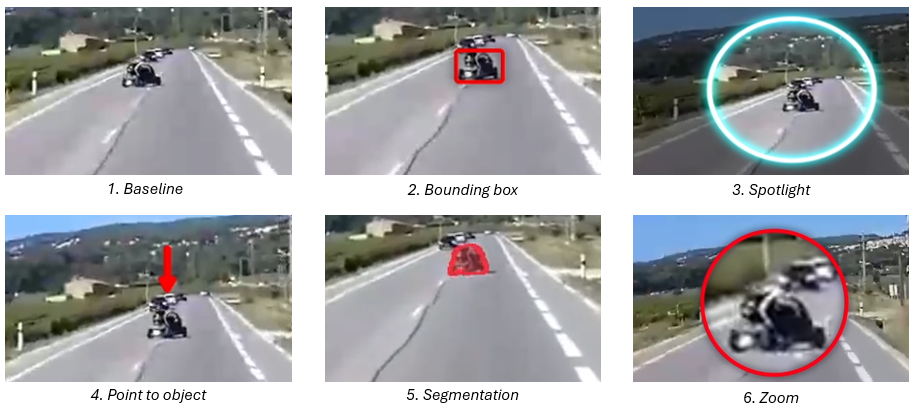 1. Baseline
2. Bounding box
3. Spotlight
4. Point to object
5. Segmentation
6. Zoom